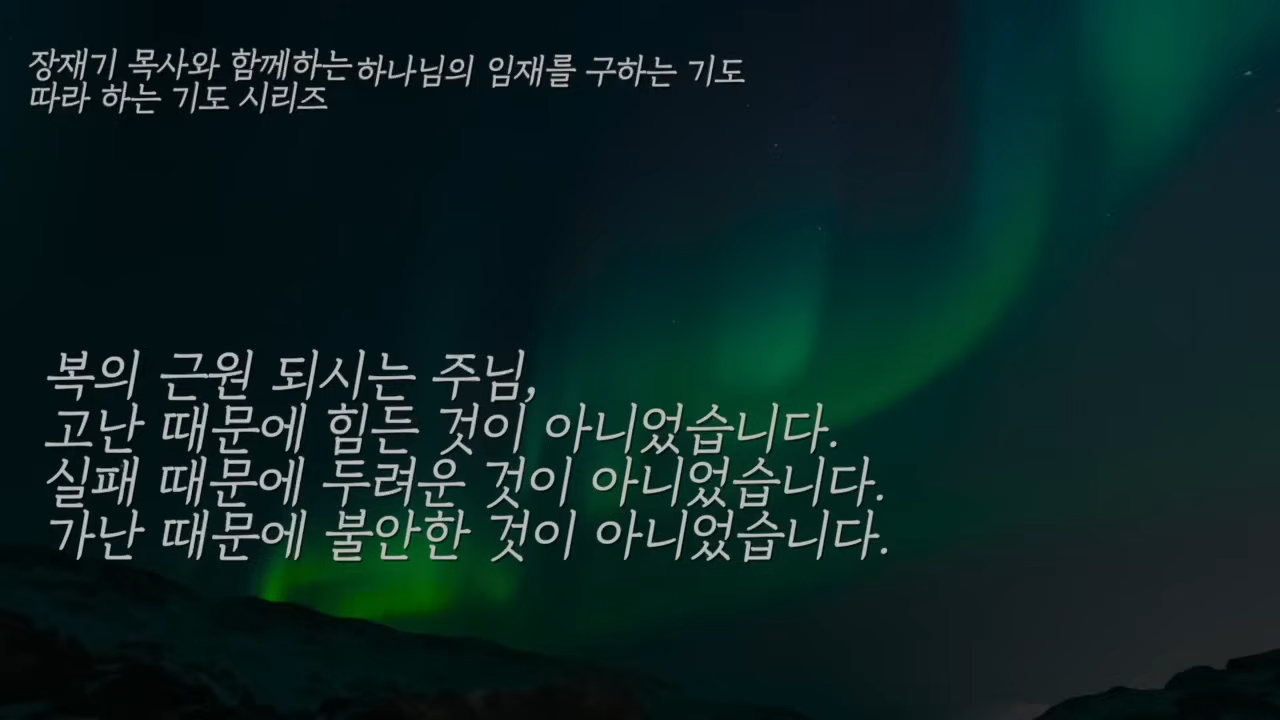 장재기 목사와 함께하는
따라 하는 기도 시리즈
하나님의 임재를 구하는 기도
복의 근원 되시는 주님,
고난 때문에 힘든 것이 아니었습니다.
실패 때문에 두려운 것이 아니었습니다.
가난 때문에 불안한 것이 아니었습니다.